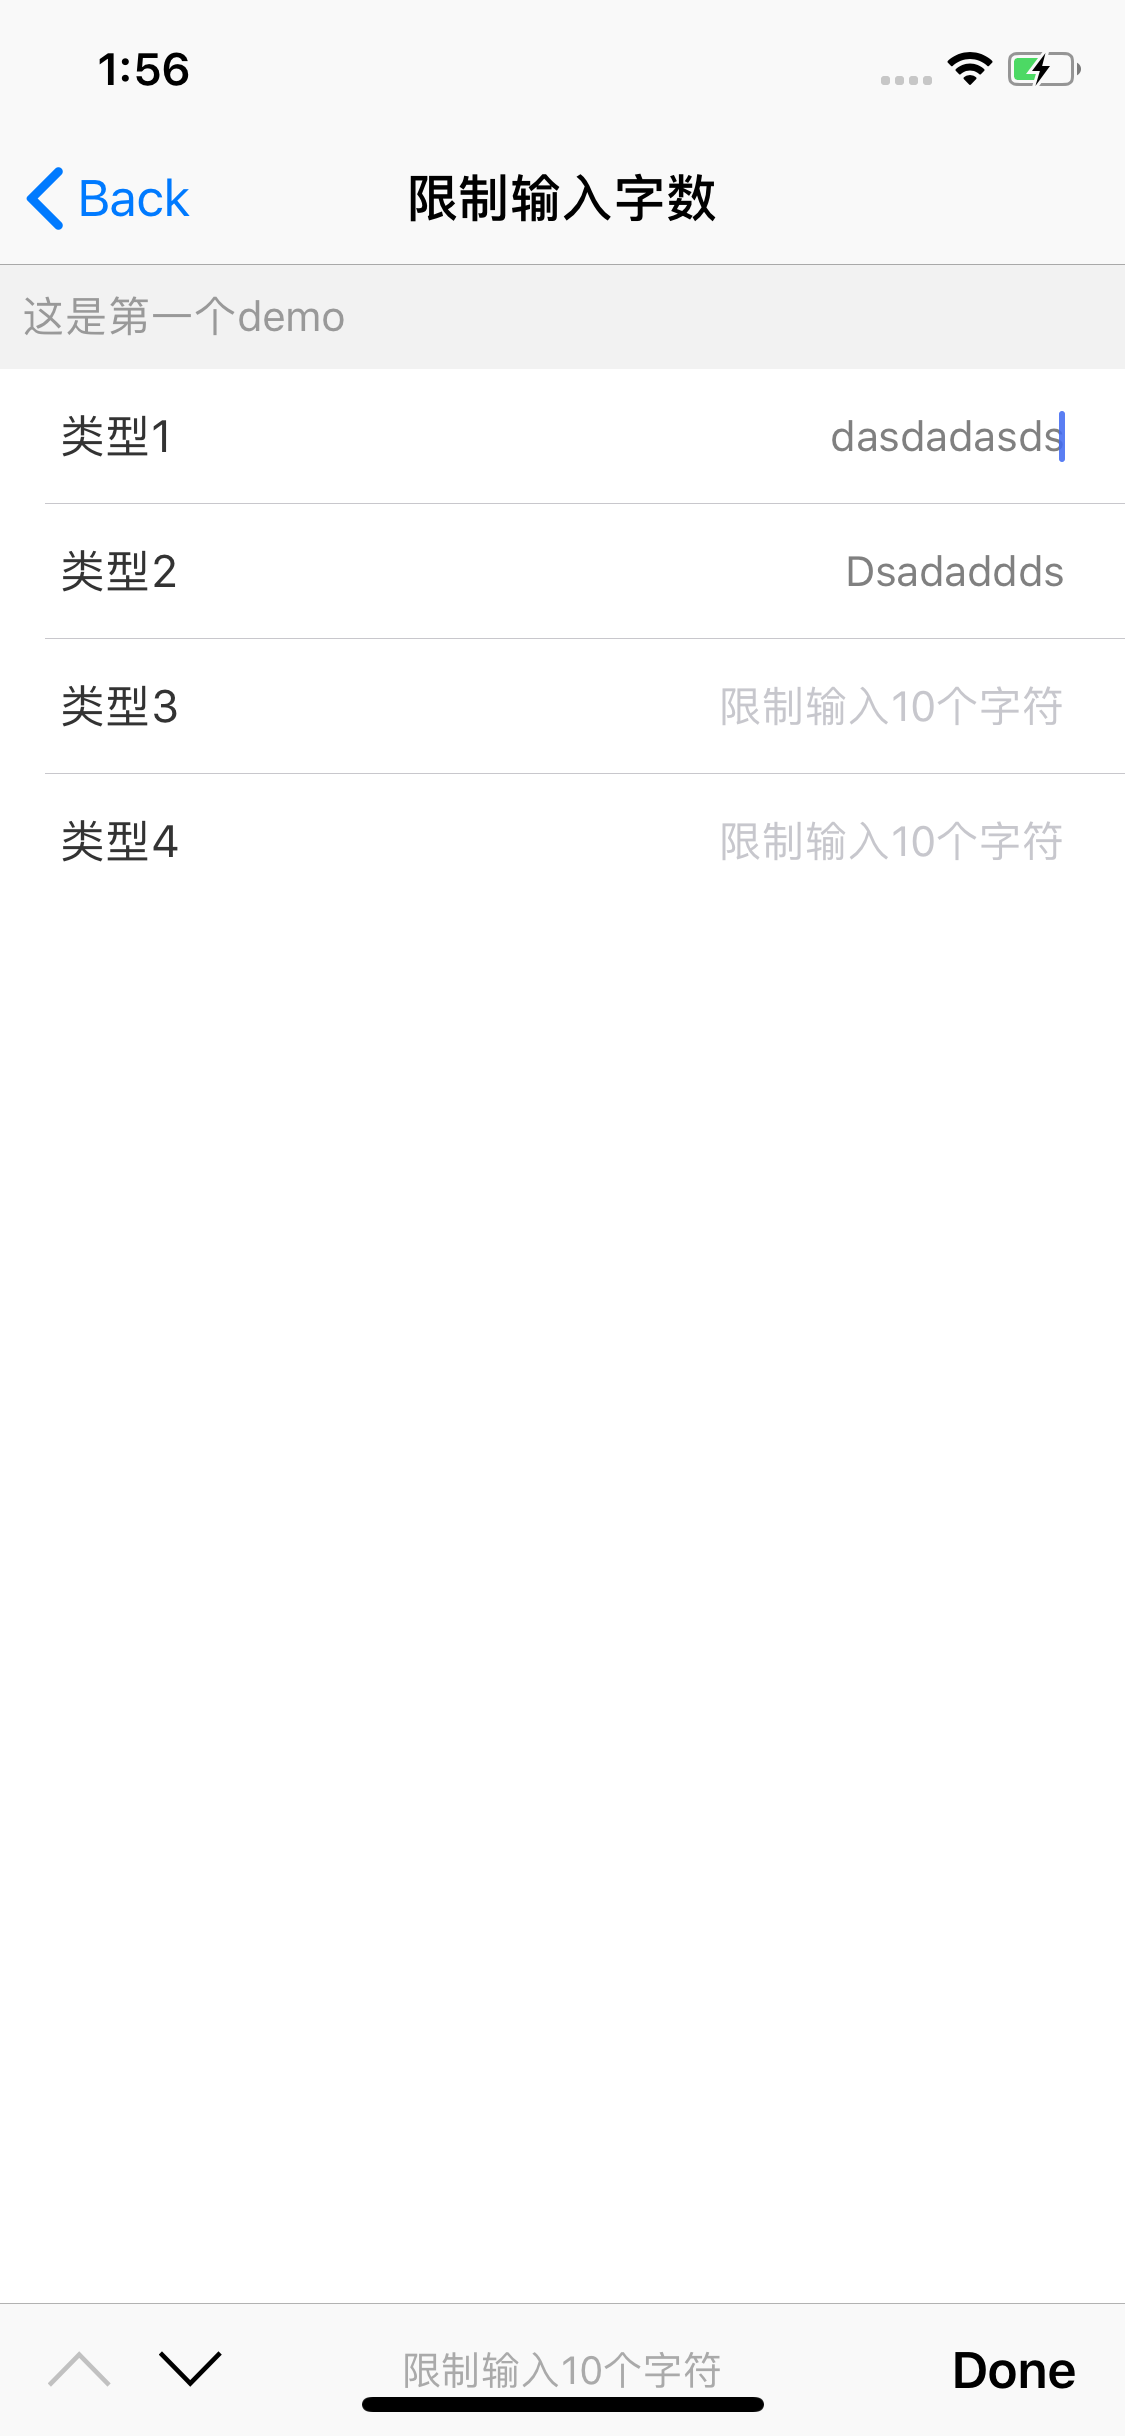 1:56
Back
限制输入字数
这是第一个demo
类型1
dasdadasds
类型2
Dsadaddds
类型3
限制输入10个字符
类型4
限制输入10个字符
限制输入10个字符
Done